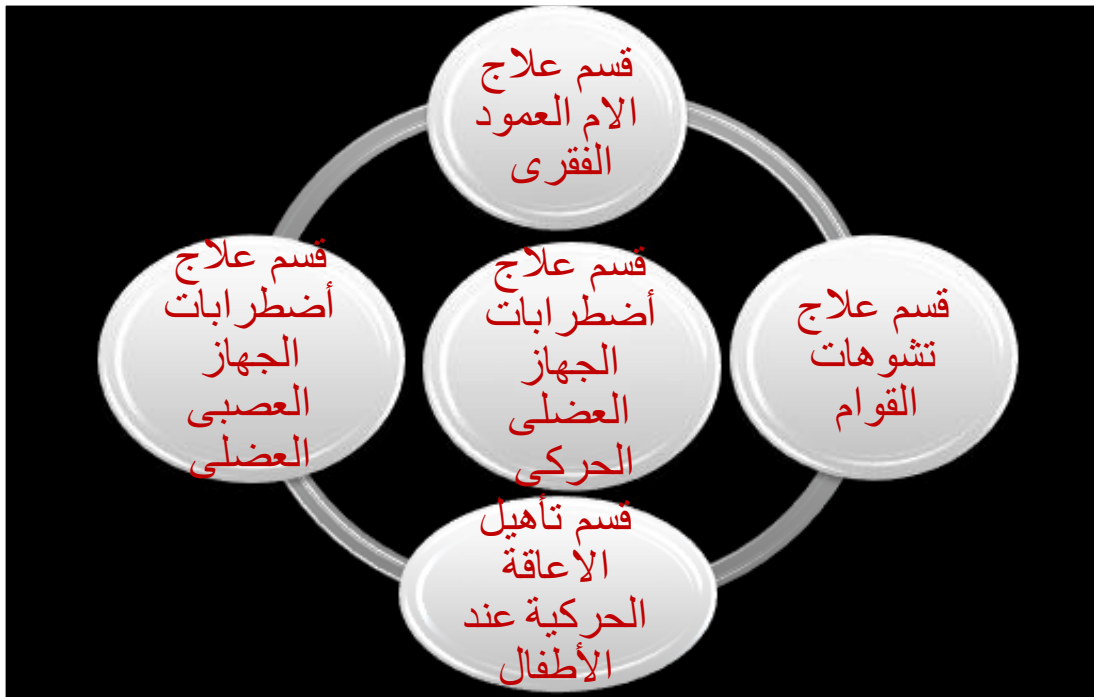 قسم علاج
الام العمود
الفقرى
قسم علاج
تشوهات
القوام
قسم علاج
أضطرابات
الجهاز
العضلى
الحركى
قسم علاج
أضطرابات
الجهاز
العصبى
العضلى
قسم تأهيل
الاعاقة
الحركية عند
الأطفال